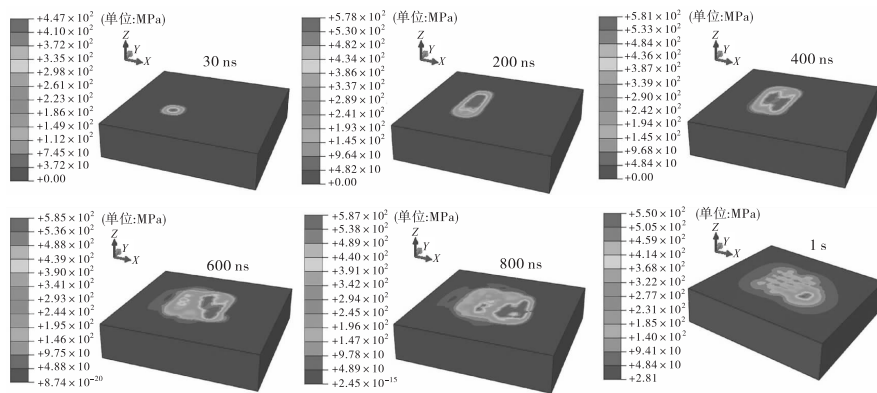 +4.47×10² (单位:MPa)
+4.10×10²
+3.72×10²
+3.35×10²
+2.98×10²
+2.61×10²
+2.23×10²
+1.86×10²
+1.49×10²
+1.12×10²
+7.45×10
+3.72×10
+0.00
Z
Y
X
30 ns
+5.78×10² (单位:MPa)
+5.30×10²
+4.82×10²
+4.34×10²
+3.86×10²
+3.37×10²
+2.89×10²
+2.41×10²
+1.93×10²
+1.45×10²
+9.64×10
+4.82×10
+0.00
Z
Y
X
200 ns
+5.81×10² (单位:MPa)
+5.33×10²
+4.84×10²
+4.36×10²
+3.87×10²
+3.39×10²
+2.90×10²
+2.42×10²
+2.94×10²
+1.45×10²
+9.68×10
+4.84×10
+0.00
Z
Y
X
400 ns
+5.85×10² (单位:MPa)
+5.36×10²
+4.88×10²
+4.39×10²
+3.90×10²
+3.41×10²
+2.94×10²
+2.44×10²
+1.95×10²
+1.46×10²
+9.75×10
+4.88×10
+8.74⁻²⁰
Z
Y
X
600 ns
+5.87×10² (单位:MPa)
+5.38×10²
+4.89×10²
+4.40×10²
+3.91×10²
+3.42×10²
+2.94×10²
+2.45×10²
+1.96×10²
+1.47×10²
+9.78×10
+4.89×10
+2.45⁻¹⁵
Z
Y
X
800 ns
+5.50×10² (单位:MPa)
+5.05×10²
+4.59×10²
+4.14×10²
+3.68×10²
+3.22×10²
+2.77×10²
+2.31×10²
+1.85×10²
+1.40×10²
+9.41×10
+4.84×10
+2.81
Z
Y
X
1 s